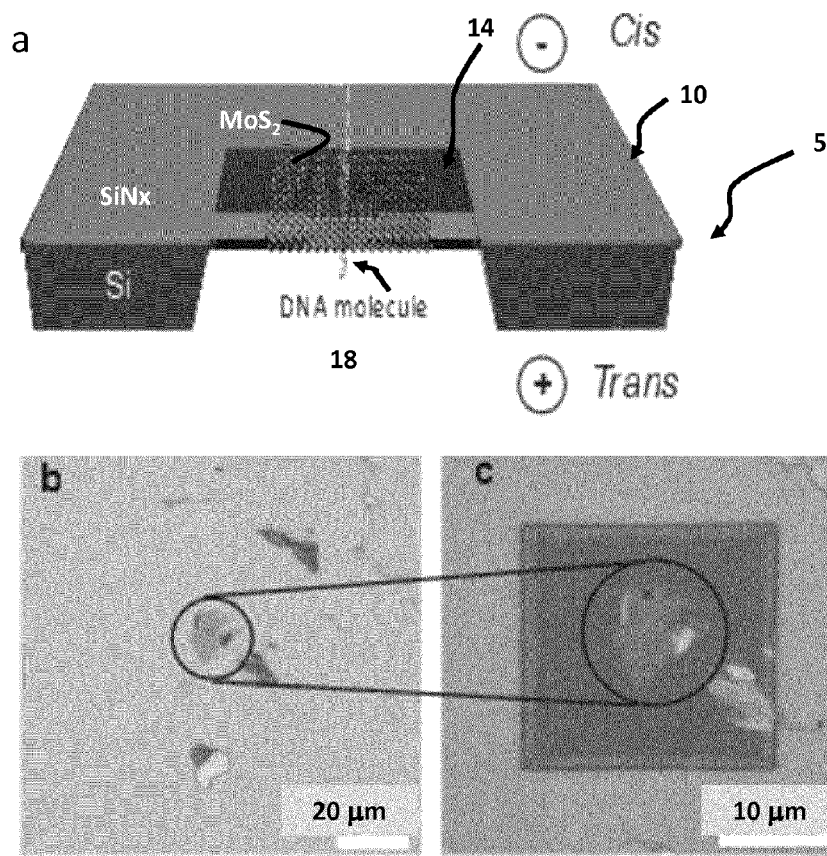 a
14
- Cis
10
MoS₂
5
SiNx
Si
DNA molecule
18
+ Trans
b
c
20 µm
10 µm